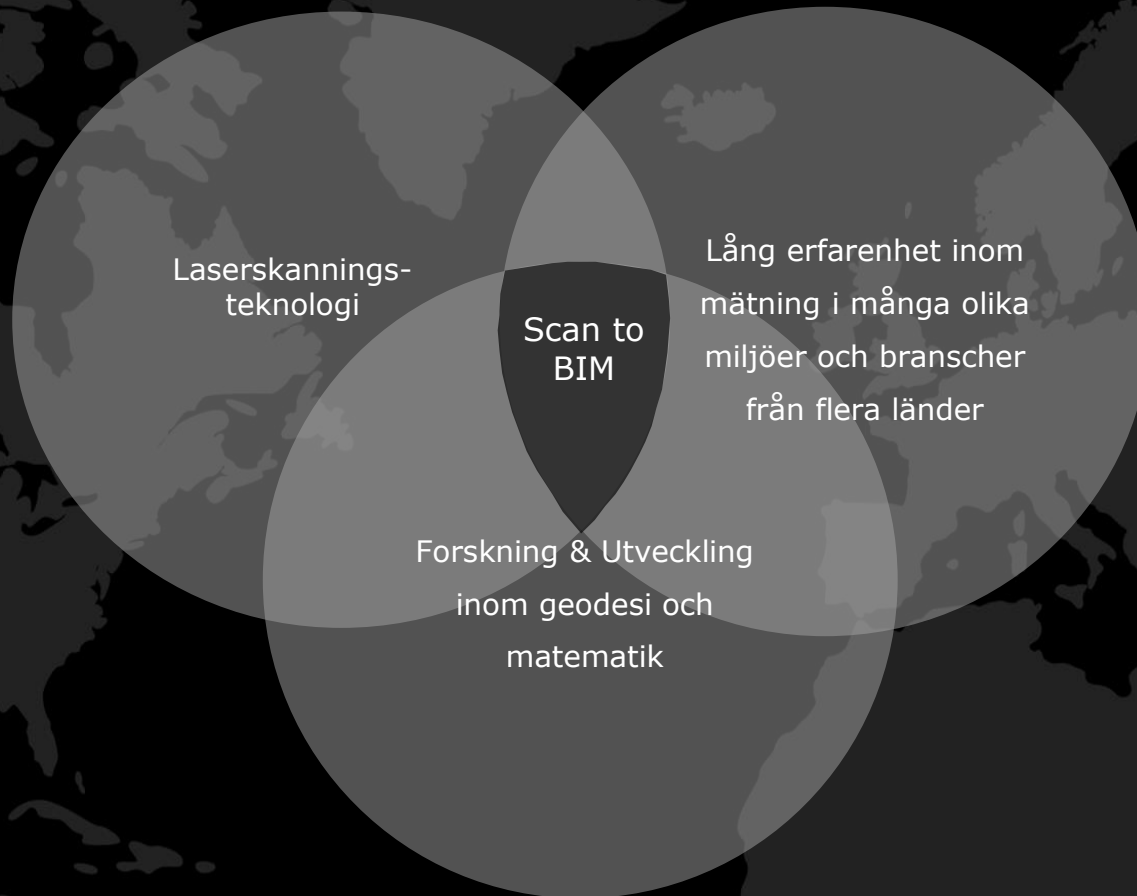 Laserskannings-
teknologi
Scan to
BIM
Lång erfarenhet inom
mätning i många olika
miljöer och branscher
från flera länder
Forskning & Utveckling
inom geodesi och
matematik